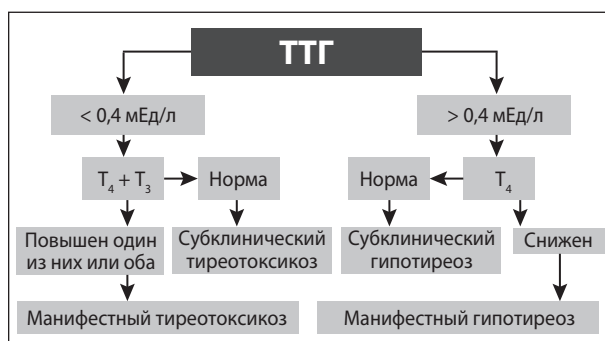 ТТГ
< 0,4 мЕд/л
> 0,4 мЕд/л
T4 + T3
Норма
Норма
T4
Повышен один
из них или оба
Субклинический
тиреотоксикоз
Субклинический
гипотиреоз
Снижен
Манифестный тиреотоксикоз
Манифестный гипотиреоз